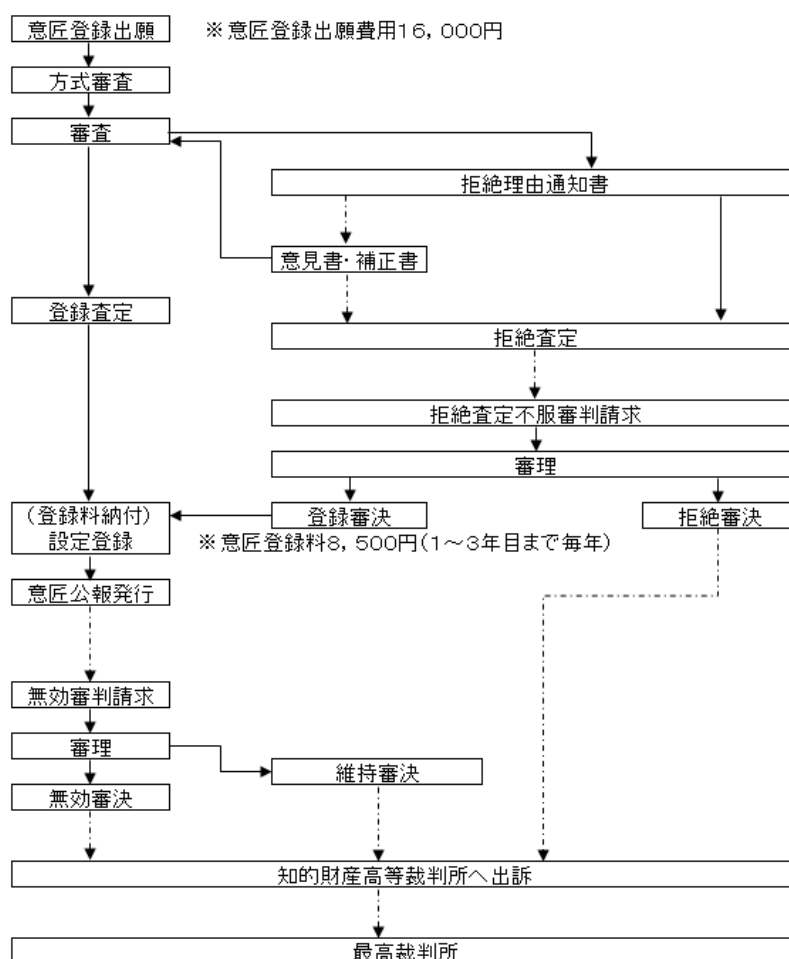 意匠登録出願
※意匠登録出願費用16，000円
方式審査
審査
拒絶理由通知書
意見書・補正書
登録査定
拒絶査定
拒絶査定不服審判請求
審理
（登録料納付）
設定登録
登録審決
拒絶審決
※意匠登録料8，500円（1～3年目まで毎年）
意匠公報発行
無効審判請求
審理
維持審決
無効審決
知的財産高等裁判所へ出訴
最高裁判所